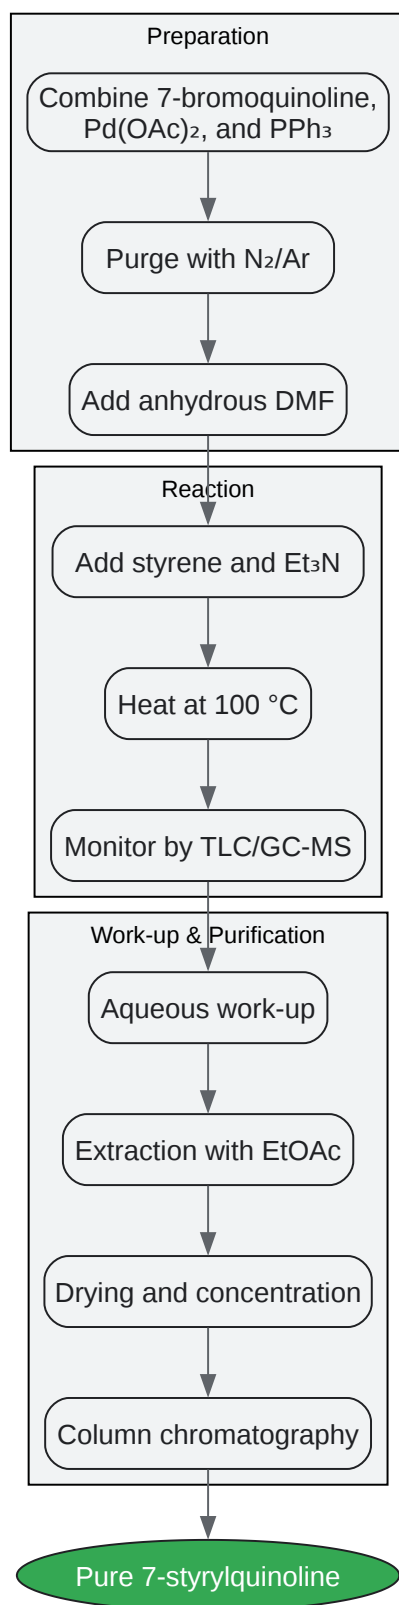 Preparation
Combine 7-bromoquinoline,
Pd(OAc)₂, and PPh₃
Purge with N₂/Ar
Add anhydrous DMF
Reaction
Add styrene and Et₃N
Heat at 100 °C
Monitor by TLC/GC-MS
Work-up & Purification
Aqueous work-up
Extraction with EtOAc
Drying and concentration
Column chromatography
Pure 7-styrylquinoline